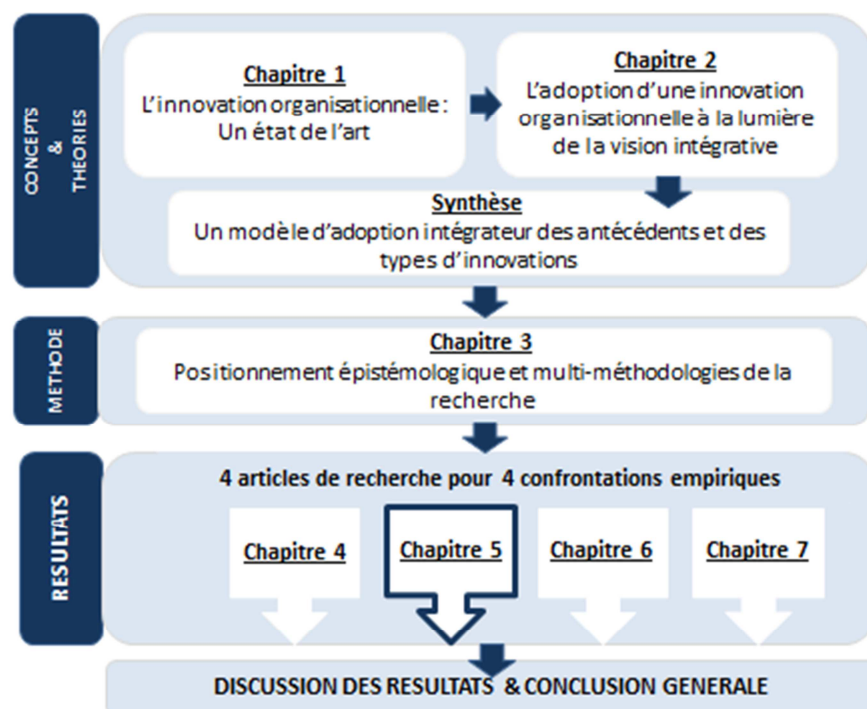 CONCEPTS
&
THEORIES
Chapitre 1
L'innovation organisationnelle :
Un état de l'art
Chapitre 2
L'adoption d'une innovation
organisationnelle à la lumière
de la vision intégrative
Synthèse
Un modèle d'adoption intégrateur des antécédents et des
types d'innovations
METHODE
Chapitre 3
Positionnement épistémologique et multi-méthodologies de la
recherche
RESULTATS
4 articles de recherche pour 4 confrontations empiriques
Chapitre 4
Chapitre 5
Chapitre 6
Chapitre 7
DISCUSSION DES RESULTATS & CONCLUSION GENERALE